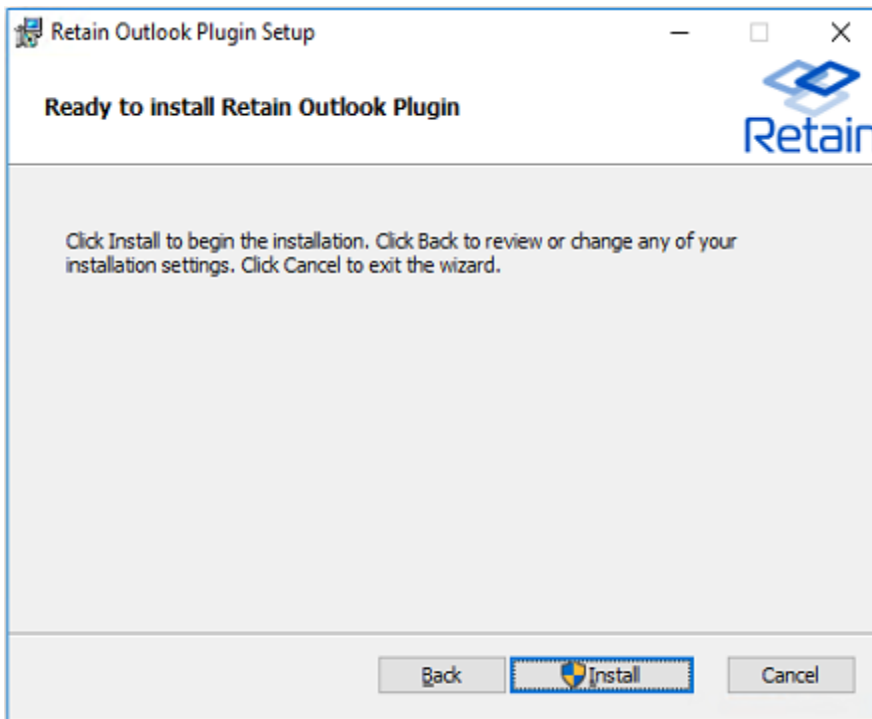 Retain Outlook Plugin Setup
Ready to install Retain Outlook Plugin
Retain
Click Install to begin the installation. Click Back to review or change any of your
installation settings. Click Cancel to exit the wizard.
Back
Install
Cancel